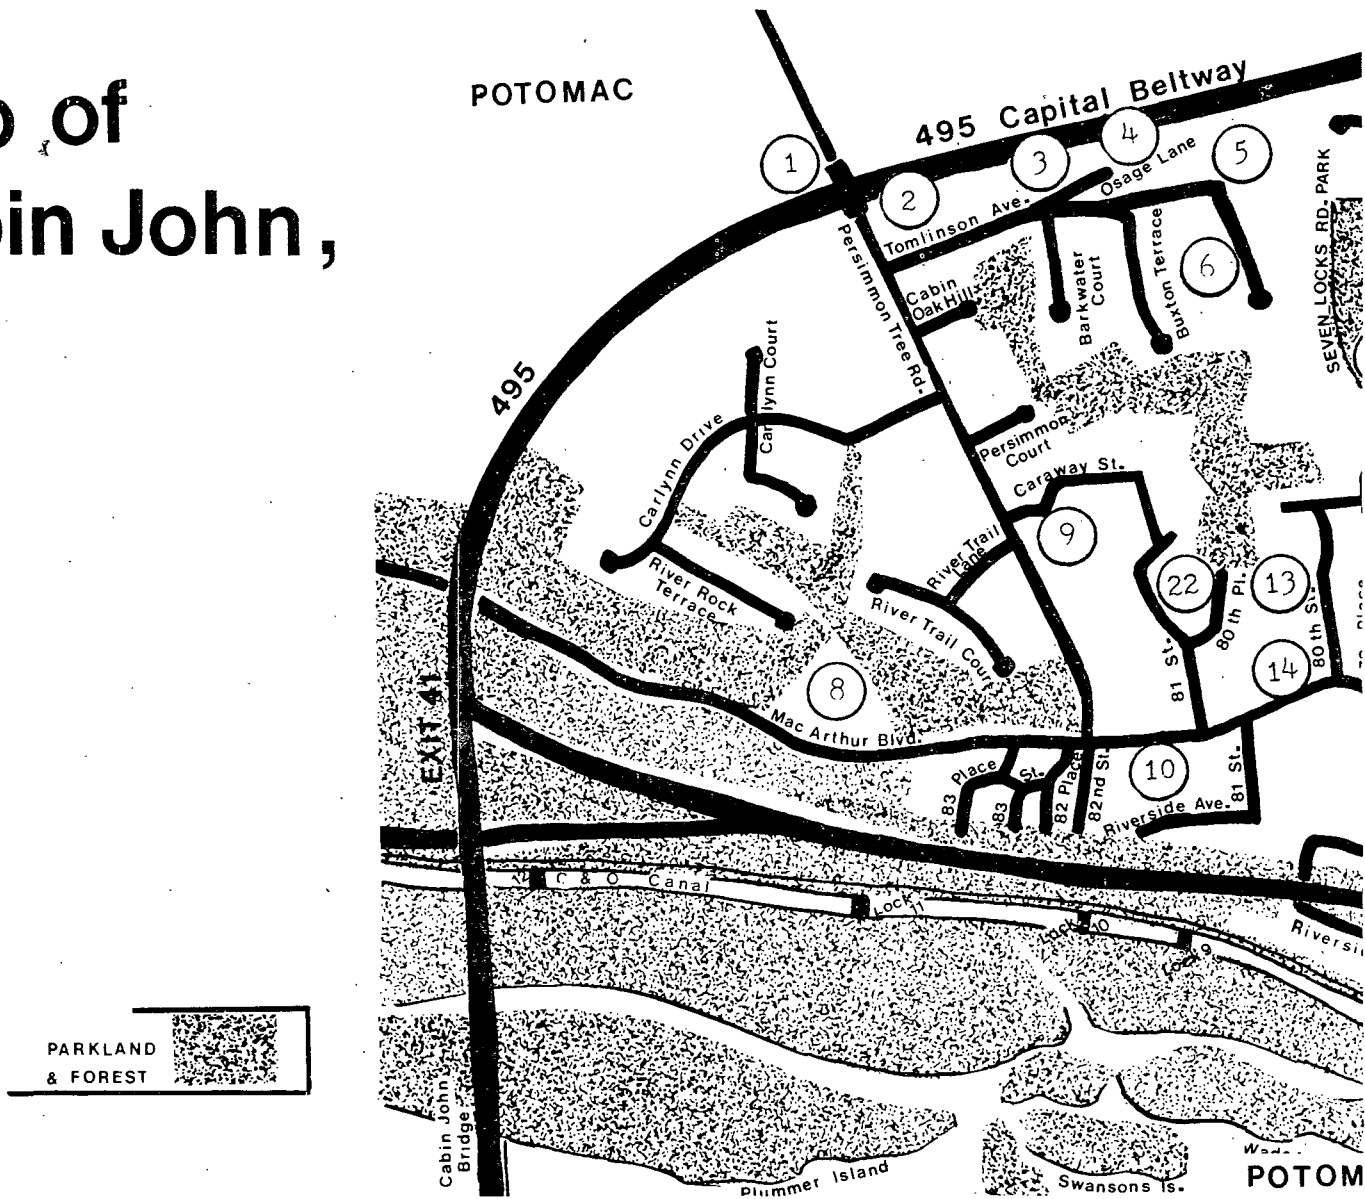 of
bin John,
POTOMAC
495 Capital Beltway
1
2
3
4
5
6
Osage Lane
Tomlinson Ave.
SEVEN LOCKS RD. PARK
Persimmon Tree Rd.
Cabin
Oak Hill
Barkwater
Court
Buxton Terrace
495
Carlynn Court
Carlynn Drive
Persimmon
Court
Caraway St.
9
River Trail
Lane
River Rock
Terrace
River Trail Court
22
13
80th Pl.
80th St.
14
81 St.
8
EXIT 41
Mac Arthur Blvd.
10
83 Place
83
St.
82 Place
82nd St.
81 St.
Riverside Ave.
C & O Canal
Lock
11
Lock
10
Lock 9
PARKLAND
& FOREST
Cabin John
Bridge
Plummer Island
Swansons Is.
POTOM